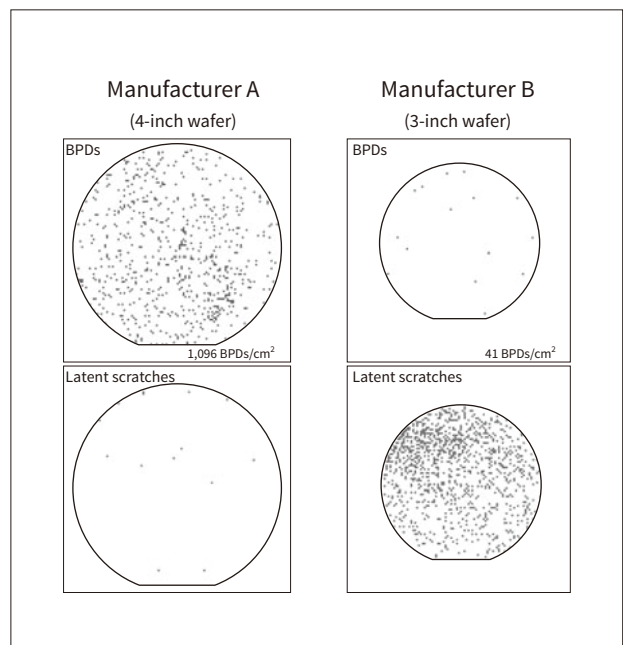 Manufacturer A
(4-inch wafer)
BPDs
1,096 BPDs/cm²
Latent scratches
Manufacturer B
(3-inch wafer)
BPDs
41 BPDs/cm²
Latent scratches